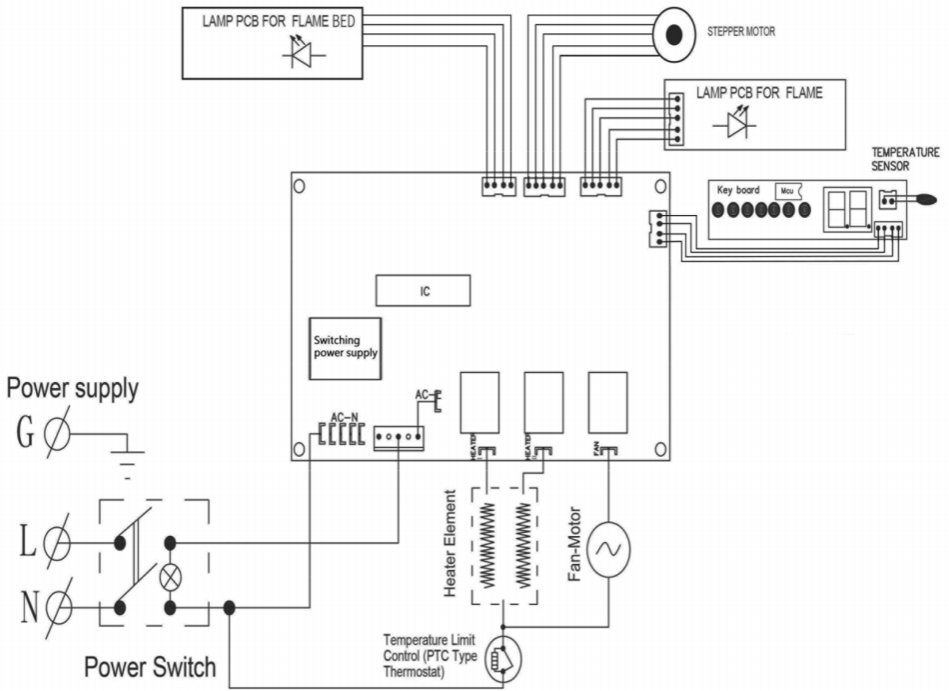 LAMP PCB FOR FLAME BED
STEPPER MOTOR
LAMP PCB FOR FLAME
TEMPERATURE
SENSOR
Key board
Mcu
IC
Switching
power supply
AC-
AC-N
HEATER
I
HEATER
II
FAN
Power supply
G
L
N
Power Switch
Heater Element
Fan-Motor
Temperature Limit
Control (PTC Type
Thermostat)